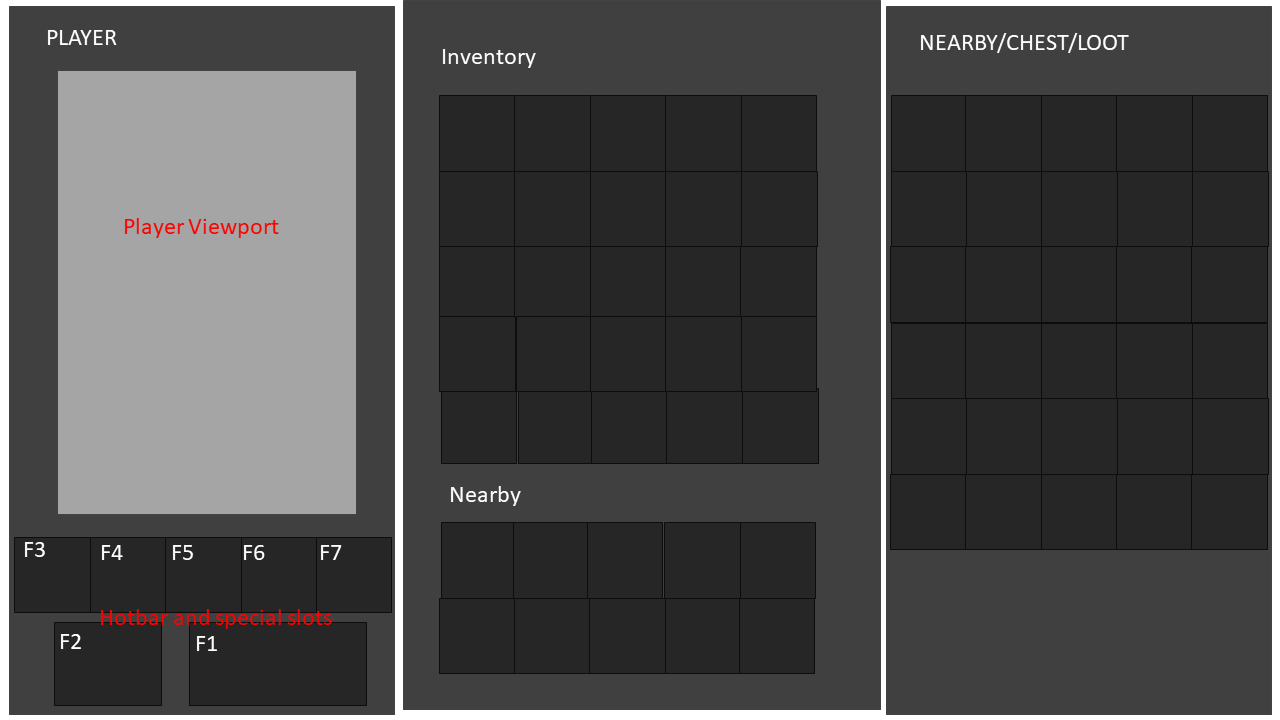 PLAYER
Player Viewport
F3 F4 F5 F6 F7
Hotbar and special slots
F2 F1
Inventory
Nearby
NEARBY/CHEST/LOOT